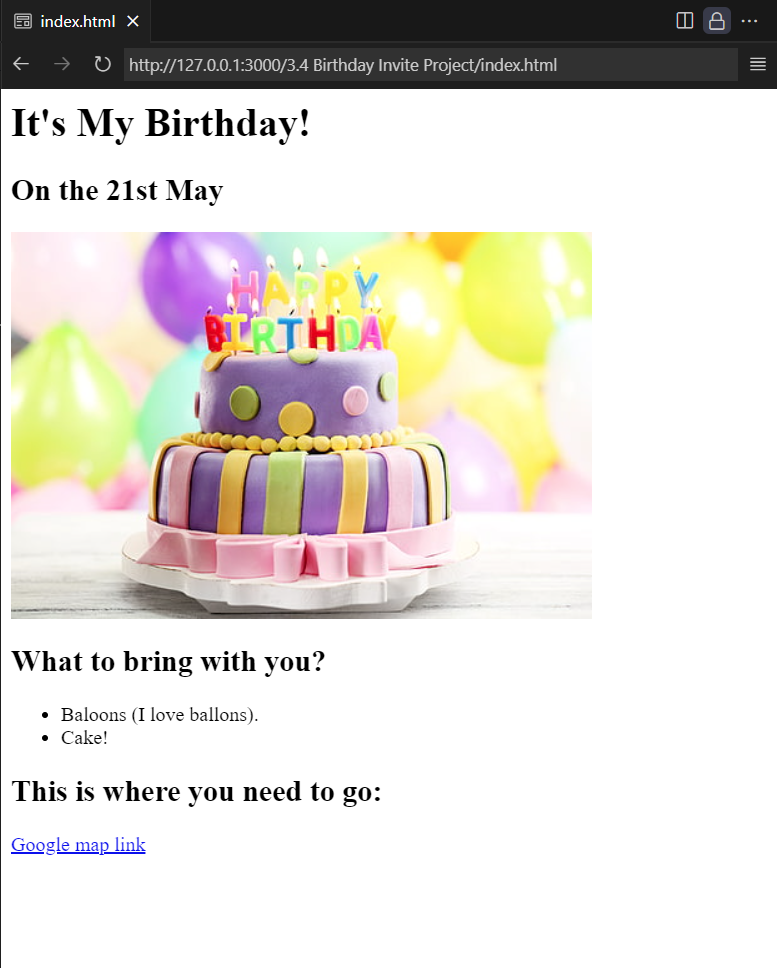 index.html
http://127.0.0.1:3000/3.4 Birthday Invite Project/index.html
It's My Birthday!
On the 21st May
HAPPY
BIRTHDAY
What to bring with you?
Baloons (I love ballons).
Cake!
This is where you need to go:
Google map link